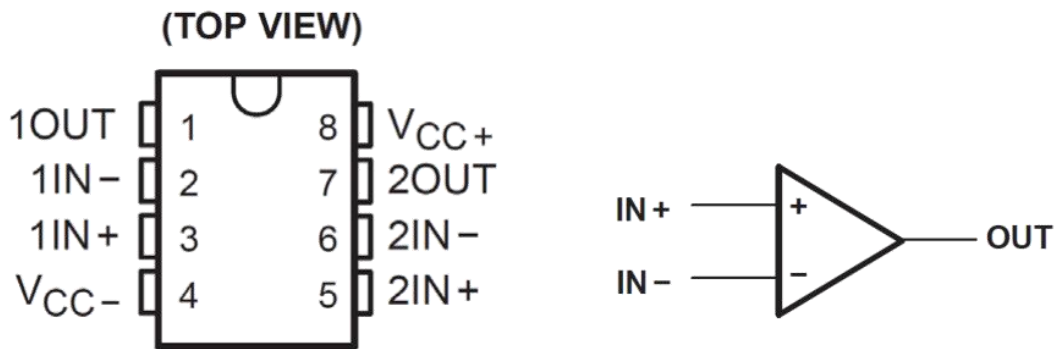 (TOP VIEW)
1OUT 1 8 VCC+
1IN− 2 7 2OUT
1IN+ 3 6 2IN−
VCC− 4 5 2IN+
IN+ + OUT
IN− −